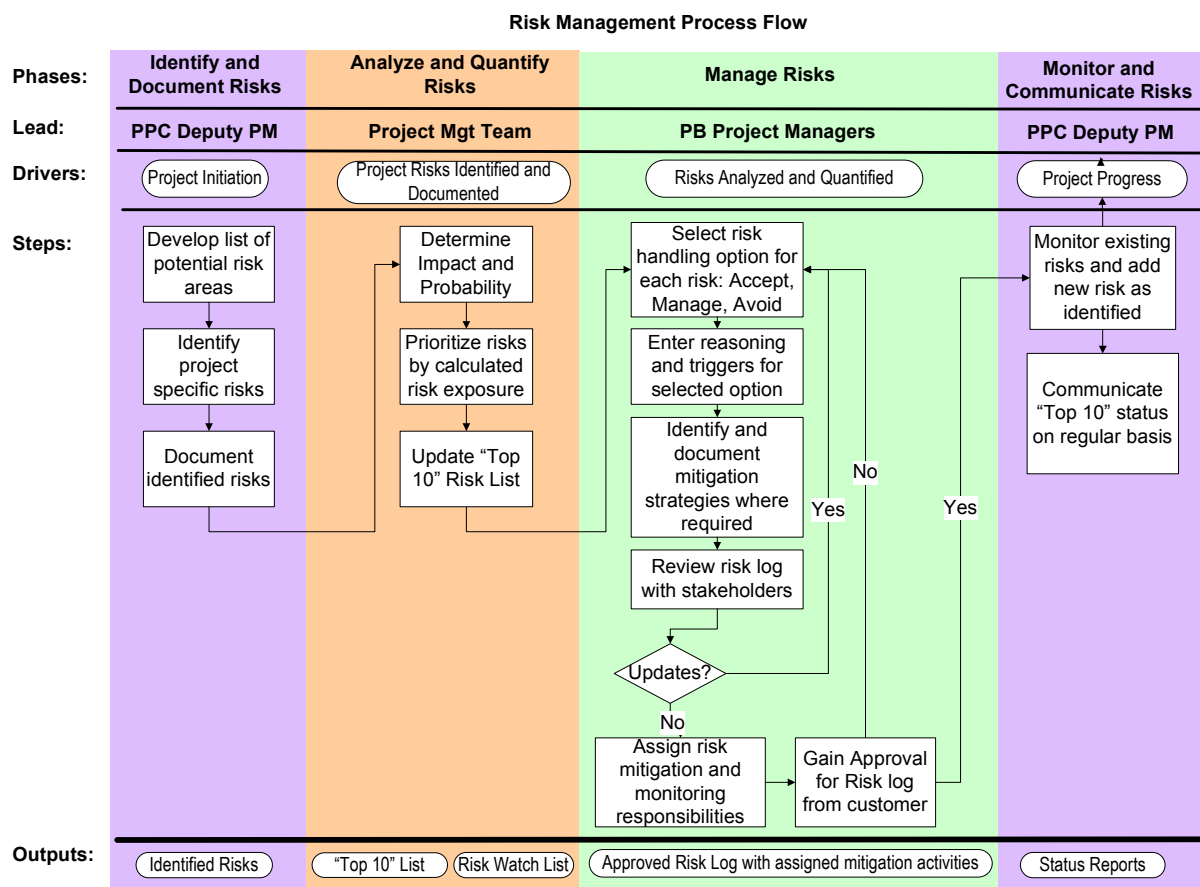 Risk Management Process Flow
Phases:
Identify and
Document Risks
Analyze and Quantify
Risks
Manage Risks
Monitor and
Communicate Risks
Lead:
PPC Deputy PM
Project Mgt Team
PB Project Managers
PPC Deputy PM
Drivers:
Project Initiation
Project Risks Identified and
Documented
Risks Analyzed and Quantified
Project Progress
Steps:
Develop list of
potential risk
areas
Identify
project
specific risks
Document
identified risks
Determine
Impact and
Probability
Prioritize risks
by calculated
risk exposure
Update “Top
10” Risk List
Select risk
handling option for
each risk: Accept,
Manage, Avoid
Enter reasoning
and triggers for
selected option
Identify and
document
mitigation
strategies where
required
Review risk log
with stakeholders
Updates?
Yes
No
Assign risk
mitigation and
monitoring
responsibilities
Gain Approval
for Risk log
from customer
No
Yes
Monitor existing
risks and add
new risk as
identified
Communicate
“Top 10” status
on regular basis
Outputs:
Identified Risks
“Top 10” List
Risk Watch List
Approved Risk Log with assigned mitigation activities
Status Reports